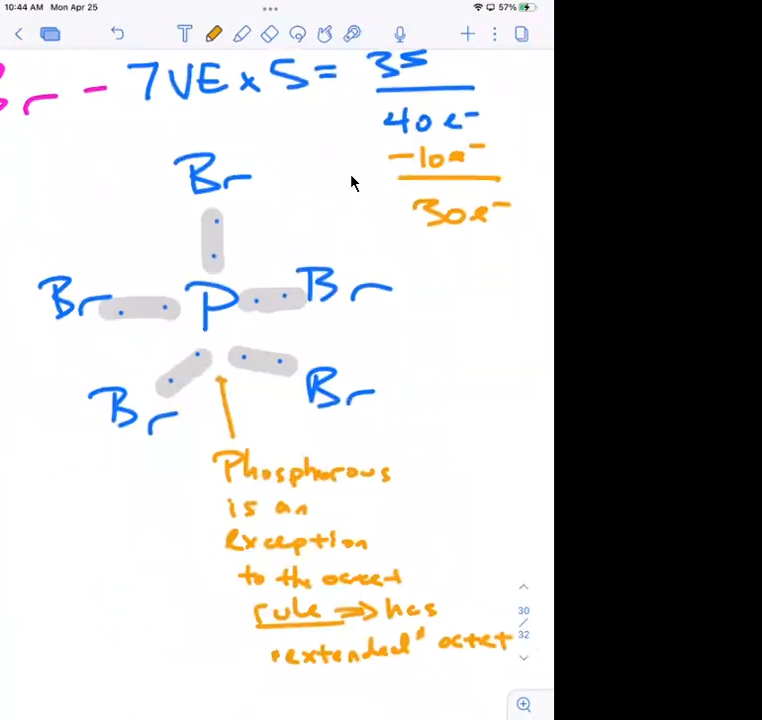 10:44 AM Mon Apr 25
57%
Br - 7VE x 5 = 35
40e-
-10e-
30e-
Br
Br P Br
Br Br
Phosphorous
is an
exception
to the octet
rule => has
"extended" octet
30
/
32